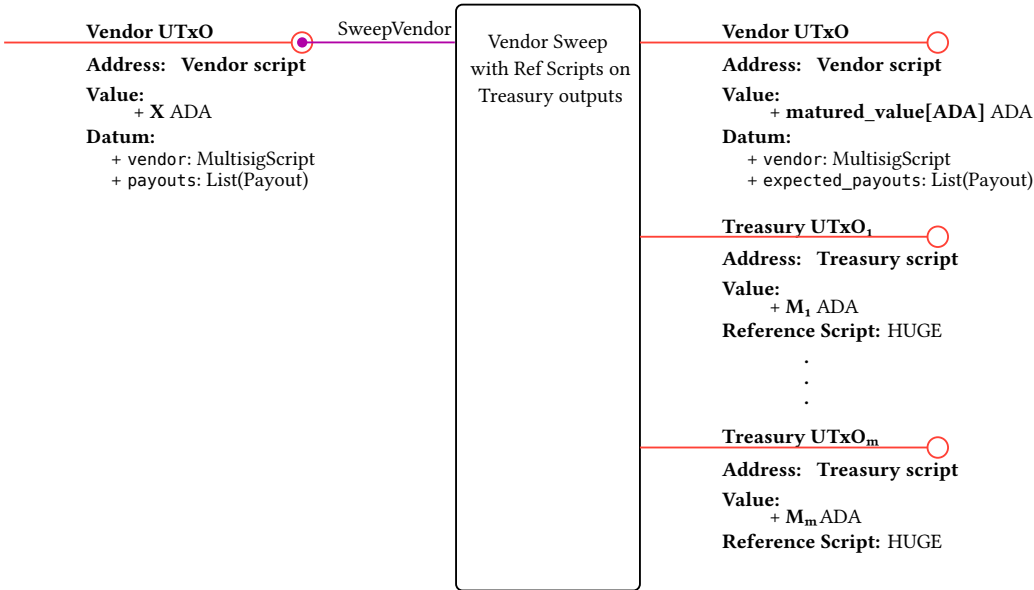 Vendor UTxO
Address: Vendor script
Value:
+ X ADA
Datum:
+ vendor: MultisigScript
+ payouts: List(Payout)
SweepVendor
Vendor Sweep
with Ref Scripts on
Treasury outputs
Vendor UTxO
Address: Vendor script
Value:
+ matured_value[ADA] ADA
Datum:
+ vendor: MultisigScript
+ expected_payouts: List(Payout)
Treasury UTxO₁
Address: Treasury script
Value:
+ M₁ ADA
Reference Script: HUGE
.
.
.
Treasury UTxOₘ
Address: Treasury script
Value:
+ Mₘ ADA
Reference Script: HUGE